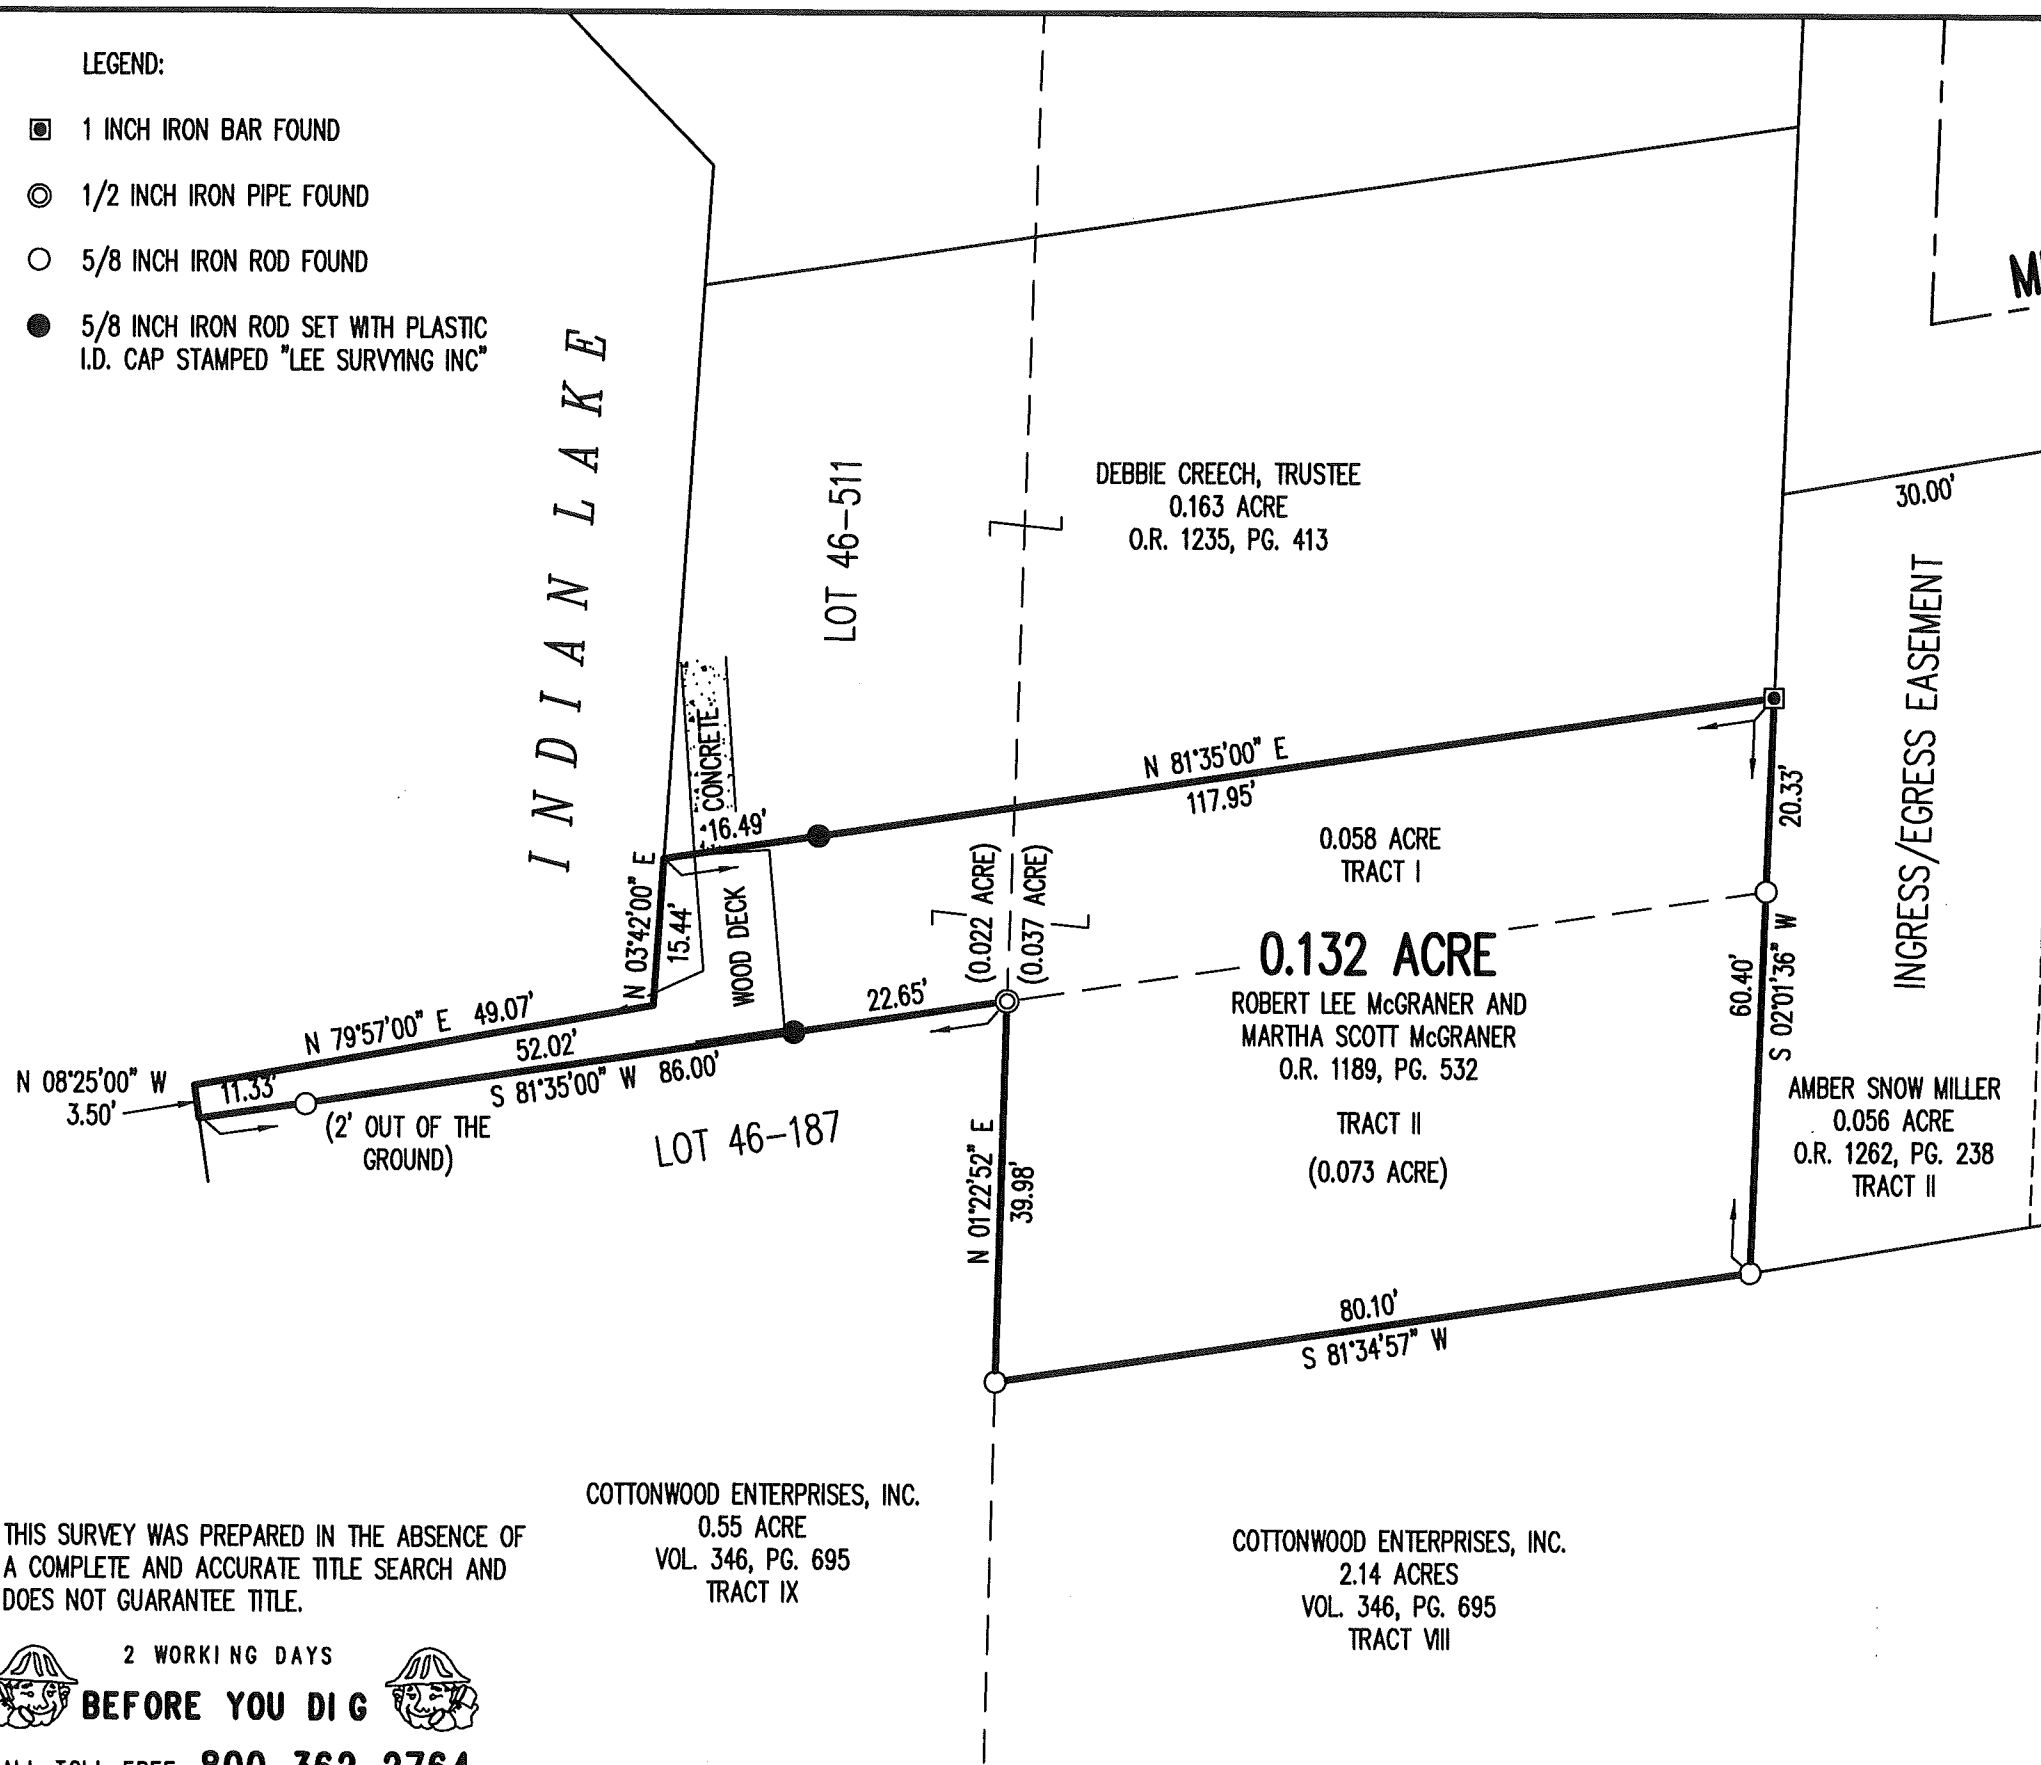 LEGEND:
1 INCH IRON BAR FOUND
1/2 INCH IRON PIPE FOUND
5/8 INCH IRON ROD FOUND
5/8 INCH IRON ROD SET WITH PLASTIC
I.D. CAP STAMPED "LEE SURVYING INC"
INDIAN LAKE
LOT 46-511
DEBBIE CREECH, TRUSTEE
0.163 ACRE
O.R. 1235, PG. 413
30.00'
INGRESS/EGRESS EASEMENT
CONCRETE
16.49'
N 81°35'00" E
117.95'
20.33'
0.058 ACRE
TRACT I
(0.022 ACRE)
(0.037 ACRE)
N 03°42'00" E
15.44'
WOOD DECK
22.65'
0.132 ACRE
ROBERT LEE McGRANER AND
MARTHA SCOTT McGRANER
O.R. 1189, PG. 532
TRACT II
(0.073 ACRE)
60.40'
S 02°01'36" W
N 79°57'00" E 49.07'
52.02'
S 81°35'00" W 86.00'
N 08°25'00" W
3.50'
11.33'
(2' OUT OF THE
GROUND)
LOT 46-187
N 01°22'52" E
39.98'
AMBER SNOW MILLER
0.056 ACRE
O.R. 1262, PG. 238
TRACT II
80.10'
S 81°34'57" W
COTTONWOOD ENTERPRISES, INC.
0.55 ACRE
VOL. 346, PG. 695
TRACT IX
COTTONWOOD ENTERPRISES, INC.
2.14 ACRES
VOL. 346, PG. 695
TRACT VIII
THIS SURVEY WAS PREPARED IN THE ABSENCE OF
A COMPLETE AND ACCURATE TITLE SEARCH AND
DOES NOT GUARANTEE TITLE.
2 WORKING DAYS
BEFORE YOU DIG
TOLL FREE 800-362-2764